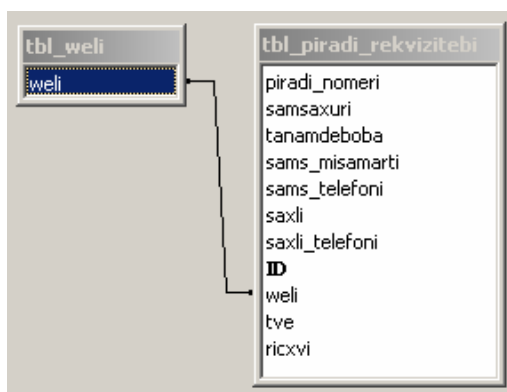 tbl_weli
weli
tbl_piradi_rekvizitebi
piradi_nomeri
samsaxuri
tanamdeboba
sams_misamarti
sams_telefoni
saxli
saxli_telefoni
ID
weli
tve
ricxvi